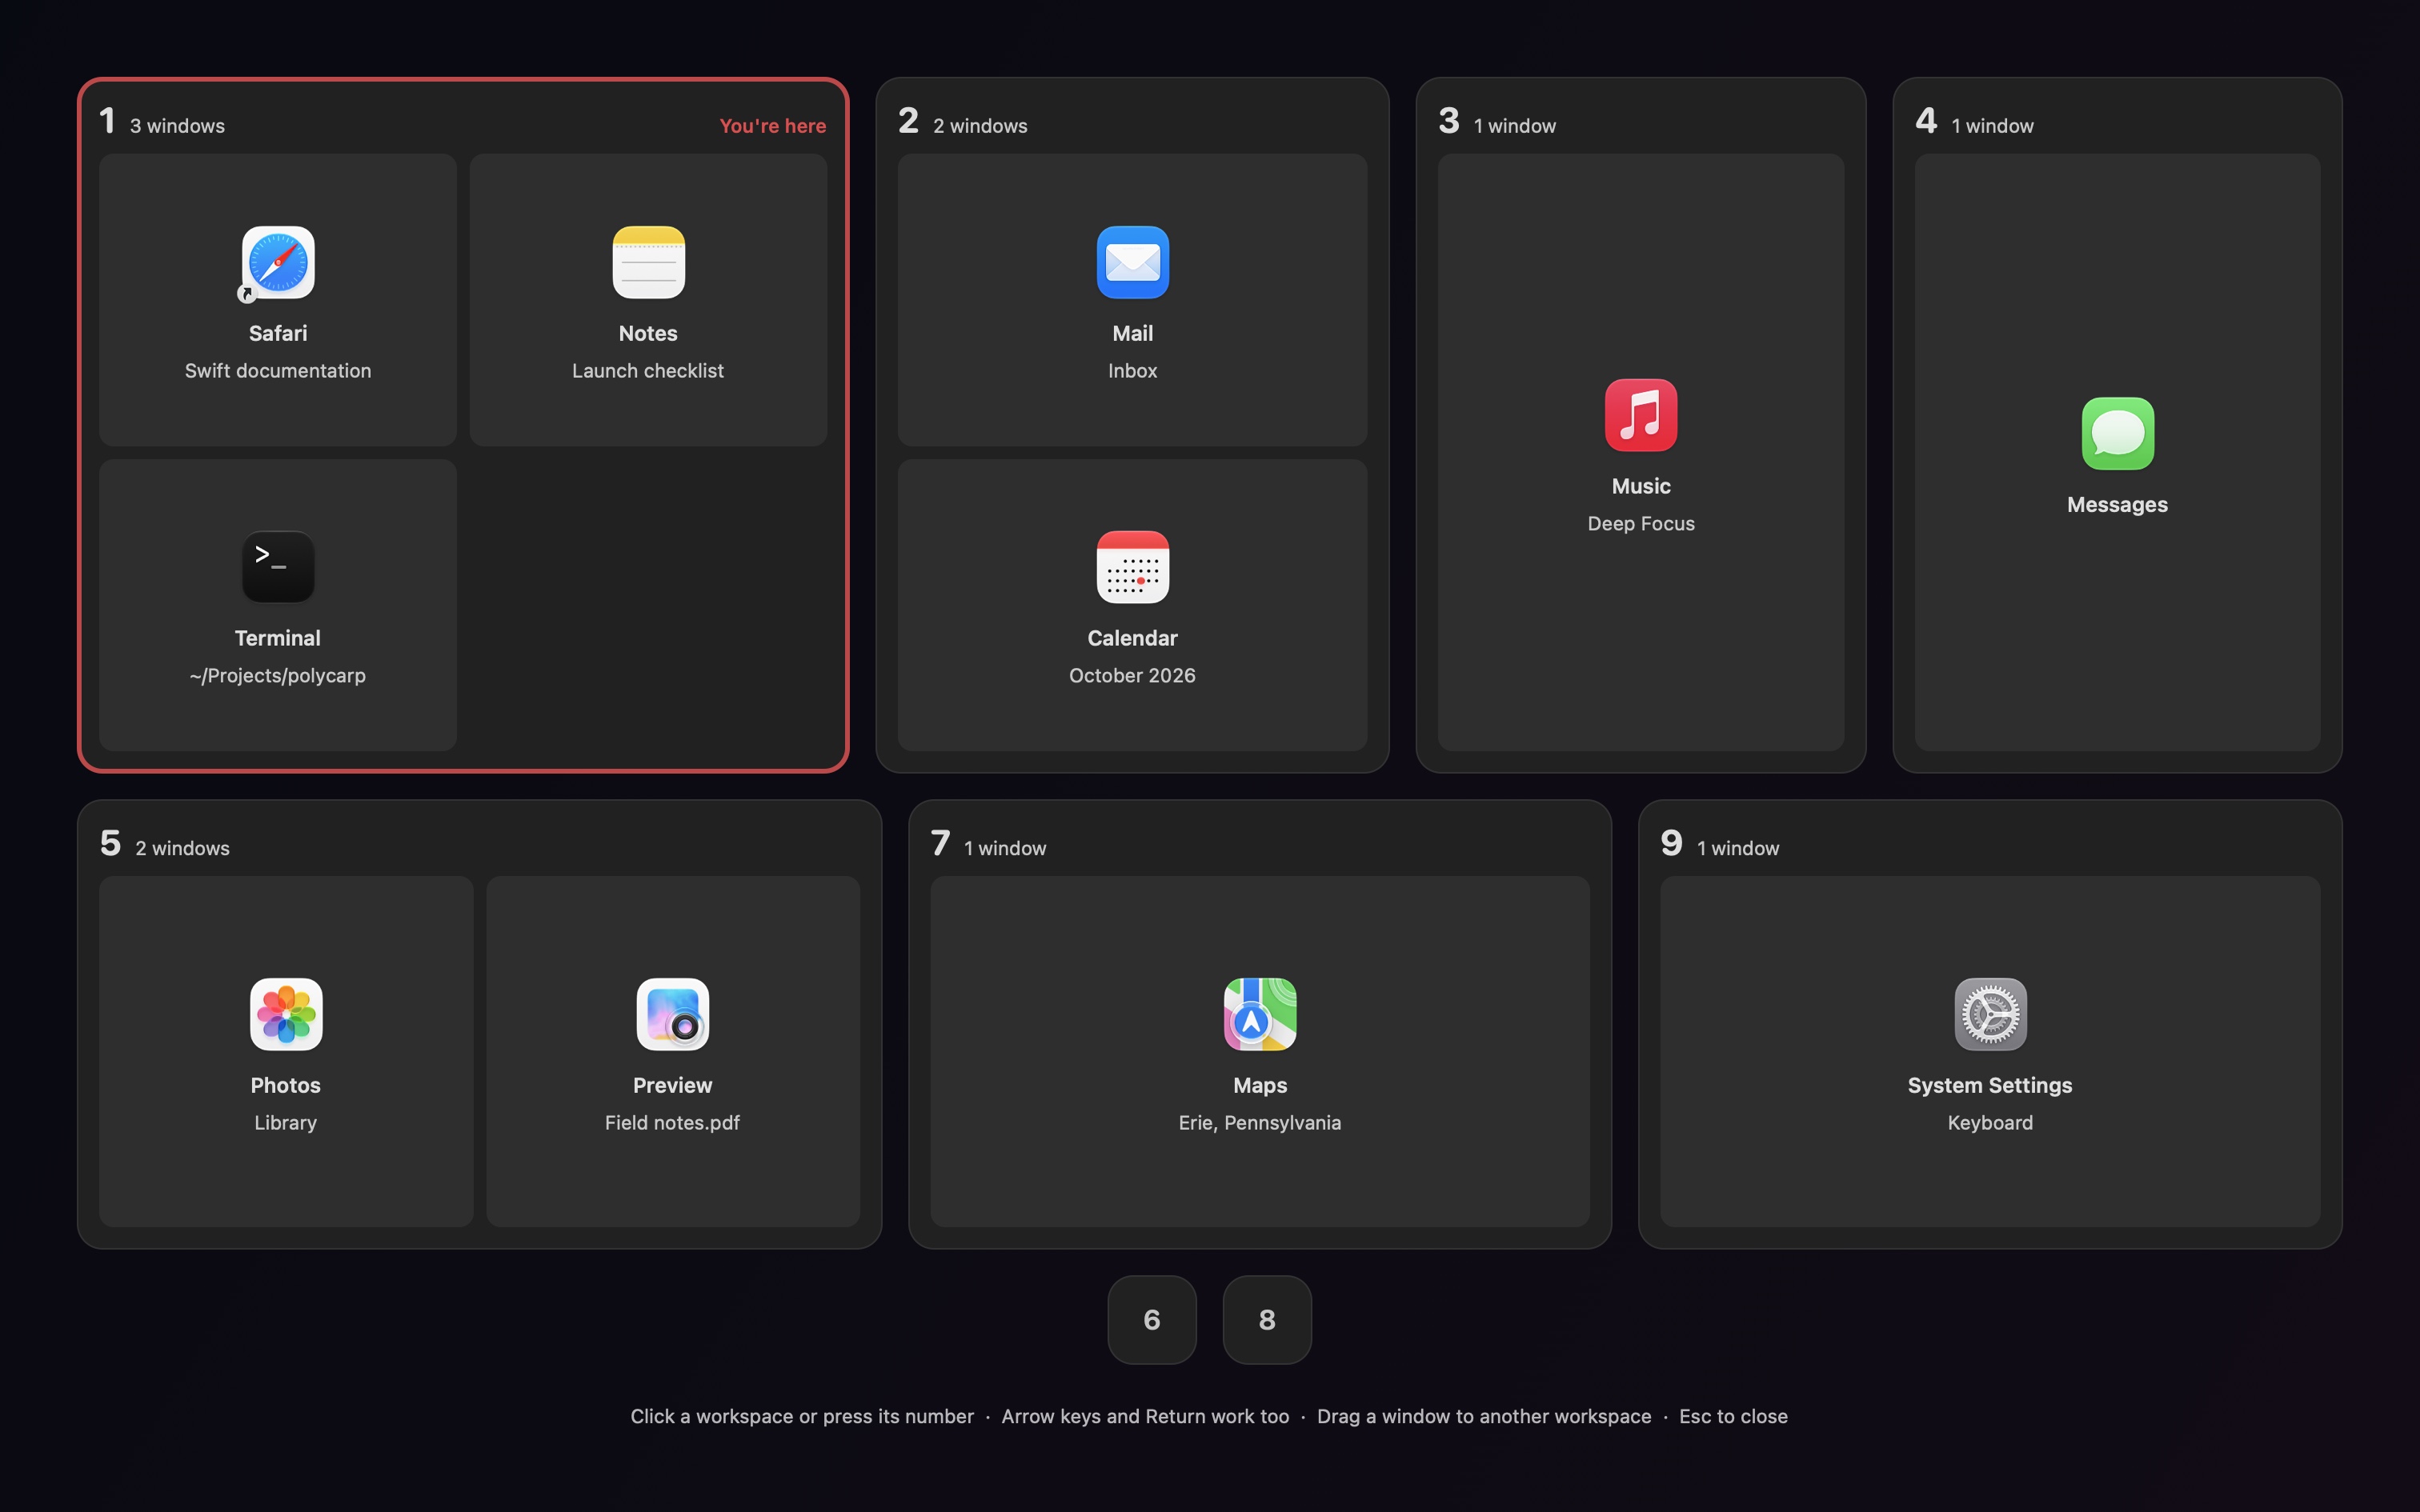 1 3 windows You're here
Safari
Swift documentation
Notes
Launch checklist
>_
Terminal
~/Projects/polycarp
2 2 windows
Mail
Inbox
Calendar
October 2026
3 1 window
Music
Deep Focus
4 1 window
Messages
5 2 windows
Photos
Library
Preview
Field notes.pdf
7 1 window
Maps
Erie, Pennsylvania
9 1 window
System Settings
Keyboard
6
8
Click a workspace or press its number · Arrow keys and Return work too · Drag a window to another workspace · Esc to close